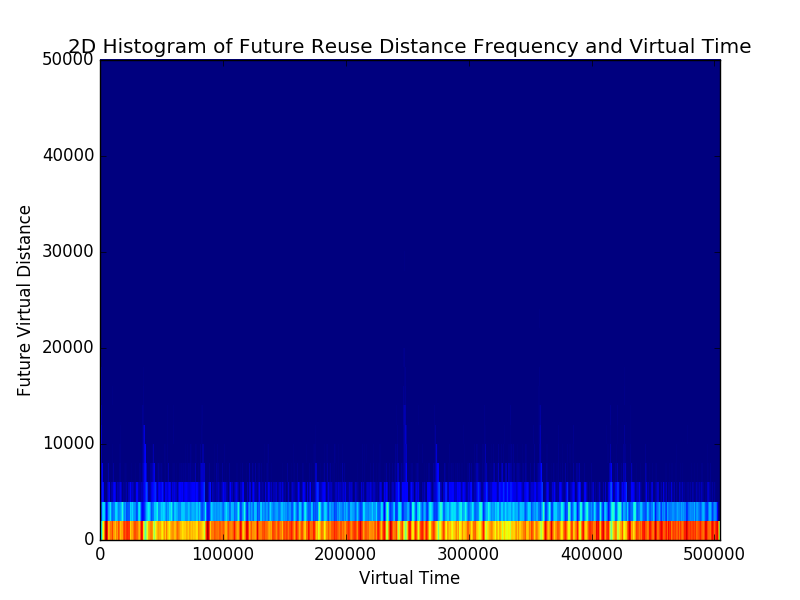 2D Histogram of Future Reuse Distance Frequency and Virtual Time
50000
40000
30000
20000
10000
0
Future Virtual Distance
0 100000 200000 300000 400000 500000
Virtual Time